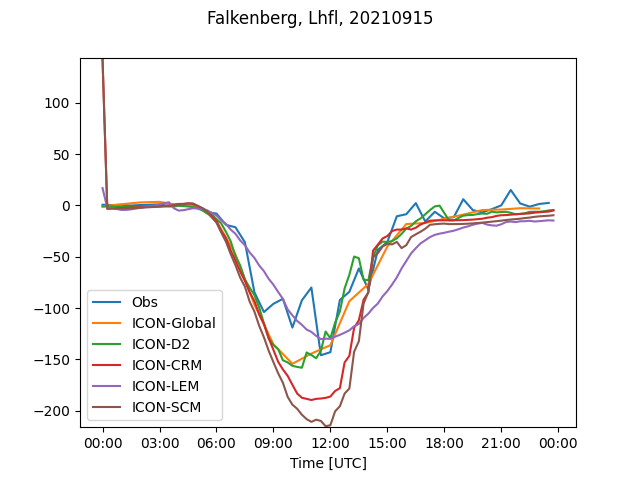 Falkenberg, Lhfl, 20210915
100
50
0
−50
−100
−150
−200
Obs
ICON-Global
ICON-D2
ICON-CRM
ICON-LEM
ICON-SCM
00:00 03:00 06:00 09:00 12:00 15:00 18:00 21:00 00:00
Time [UTC]